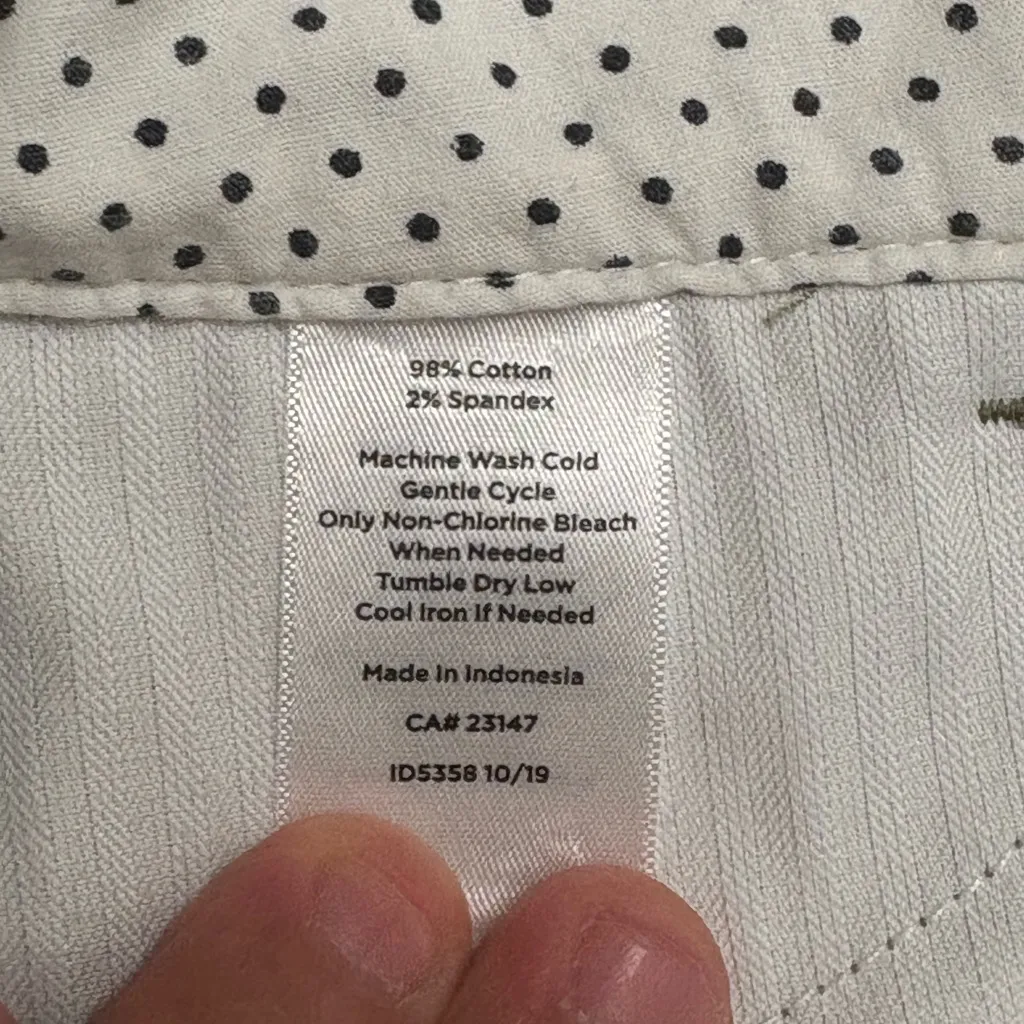 98% Cotton
2% Spandex
Machine Wash Cold
Gentle Cycle
Only Non-Chlorine Bleach
When Needed
Tumble Dry Low
Cool Iron If Needed
Made In Indonesia
CA# 23147
ID5358 10/19